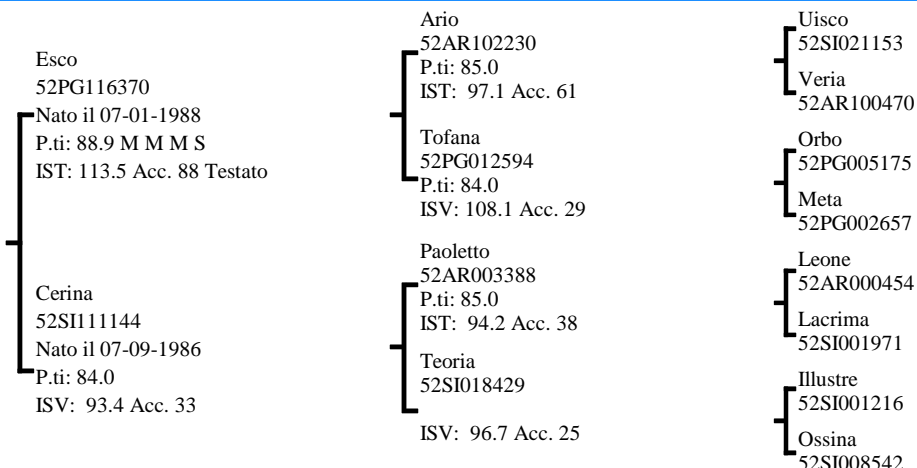 Esco
52PG116370
Nato il 07-01-1988
P.ti: 88.9 M M M S
IST: 113.5 Acc. 88 Testato
Cerina
52SI111144
Nato il 07-09-1986
P.ti: 84.0
ISV: 93.4 Acc. 33
Ario
52AR102230
P.ti: 85.0
IST: 97.1 Acc. 61
Tofana
52PG012594
P.ti: 84.0
ISV: 108.1 Acc. 29
Paoletto
52AR003388
P.ti: 85.0
IST: 94.2 Acc. 38
Teoria
52SI018429
ISV: 96.7 Acc. 25
Uisco
52SI021153
Veria
52AR100470
Orbo
52PG005175
Meta
52PG002657
Leone
52AR000454
Lacrima
52SI001971
Illustre
52SI001216
Ossina
52SI008542